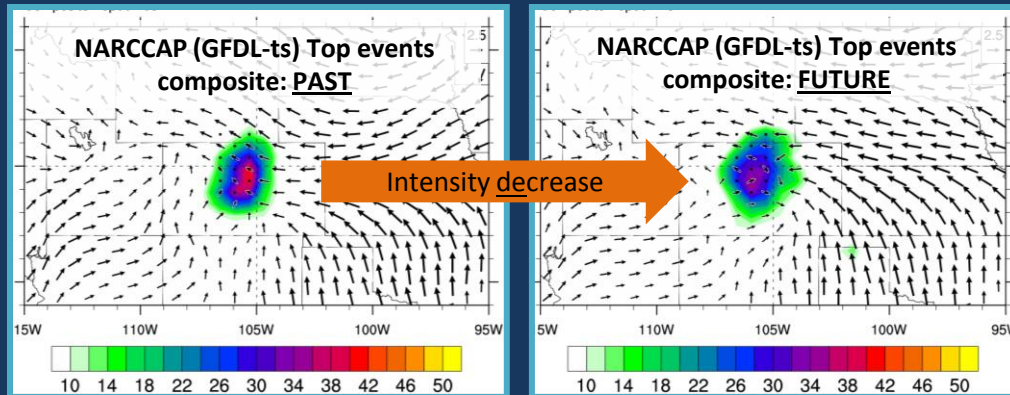 NARCCAP (GFDL-ts) Top events
composite: PAST
2.5
15W 110W 105W 100W 95W
10 14 18 22 26 30 34 38 42 46 50
Intensity decrease
NARCCAP (GFDL-ts) Top events
composite: FUTURE
2.5
5W 110W 105W 100W 95W
10 14 18 22 26 30 34 38 42 46 50